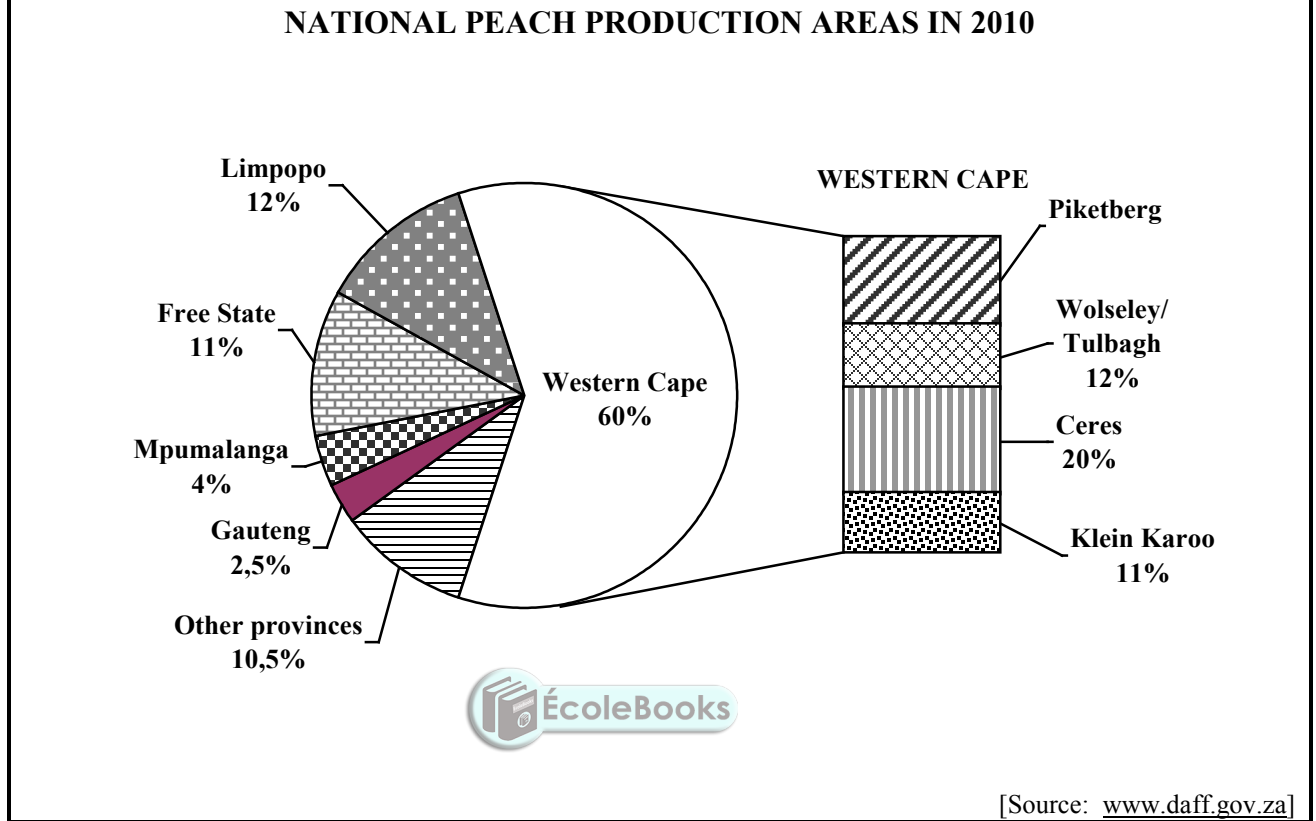 NATIONAL PEACH PRODUCTION AREAS IN 2010
Limpopo
12%
Free State
11%
Mpumalanga
4%
Gauteng
2,5%
Other provinces
10,5%
Western Cape
60%
WESTERN CAPE
Piketberg
Wolseley/
Tulbagh
12%
Ceres
20%
Klein Karoo
11%
ÉcoleBooks
[Source: www.daff.gov.za]